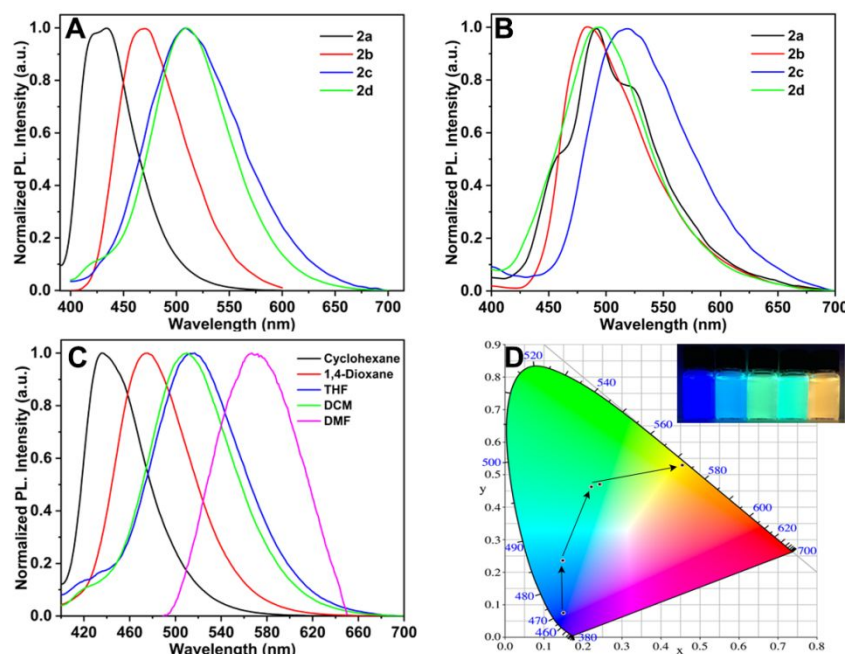 A
2a
2b
2c
2d
Normalized PL. Intensity (a.u.)
1.0
0.8
0.6
0.4
0.2
0.0
400 450 500 550 600 650 700
Wavelength (nm)
B
2a
2b
2c
2d
Normalized PL. Intensity (a.u.)
1.0
0.8
0.6
0.4
0.2
0.0
400 450 500 550 600 650 700
Wavelength (nm)
C
Cyclohexane
1,4-Dioxane
THF
DCM
DMF
Normalized PL. Intensity (a.u.)
1.0
0.8
0.6
0.4
0.2
0.0
420 460 500 540 580 620 660 700
Wavelength (nm)
D
0.9
0.8
0.7
0.6
0.5
y
0.4
0.3
0.2
0.1
0.0
520
540
560
500
580
600
490
620
700
480
470
460
380
0.0 0.1 0.2 0.3 0.4 0.5 0.6 0.7 0.8
x